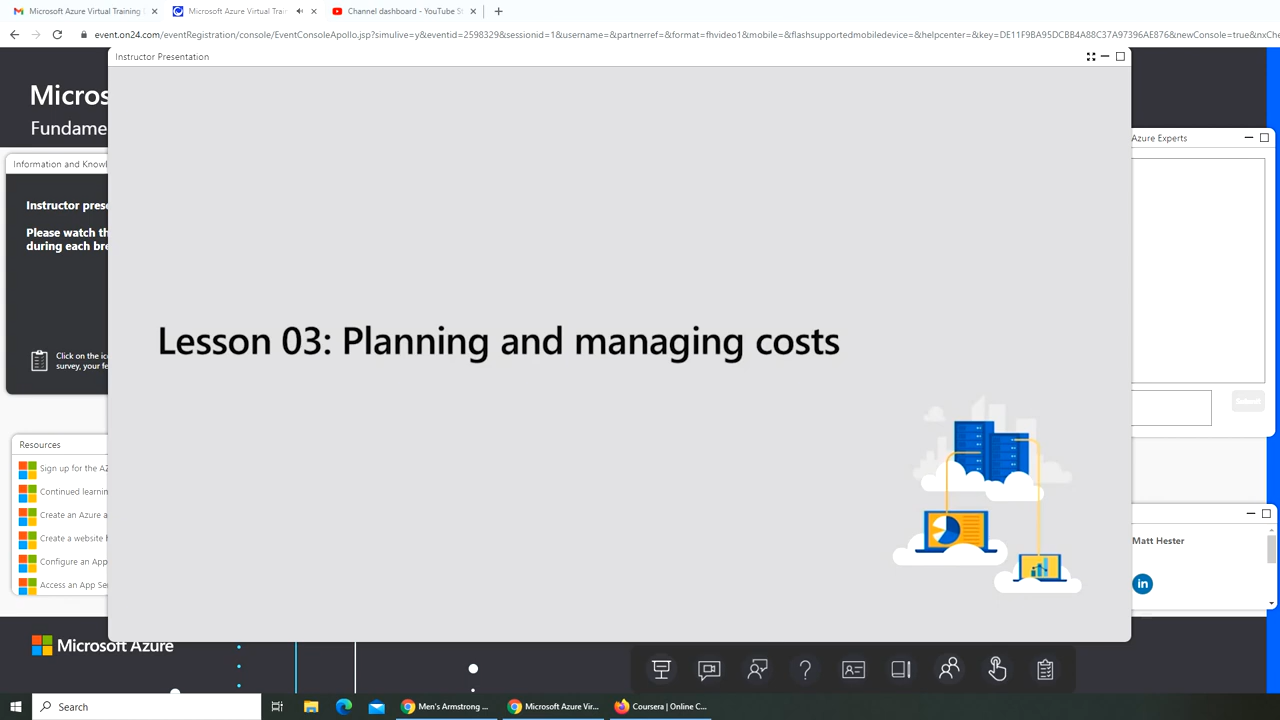 Microsoft Azure Virtual Training
Microsoft Azure Virtual Train
Channel dashboard - YouTube St
event.on24.com/eventRegistration/console/EventConsoleApollo.jsp?simulive=y&eventid=2598329&sessionid=1&username=&partnerref=&format=fhvideo1&mobile=&flashsupportedmobiledevice=&helpcenter=&key=DE11F9BA95DCBB4A88C37A97396AE876&newConsole=true&nxChe
Instructor Presentation
Micros
Fundame
Information and Knowl
Instructor prese
Please watch th
during each bre
Click on the ico
survey, your fe
Lesson 03: Planning and managing costs
Azure Experts
Submit
Resources
Sign up for the AZ
Continued learnin
Create an Azure a
Create a website h
Configure an App
Access an App Se
Matt Hester
in
Microsoft Azure
Search
Men's Armstrong ...
Microsoft Azure Vir...
Coursera | Online C...